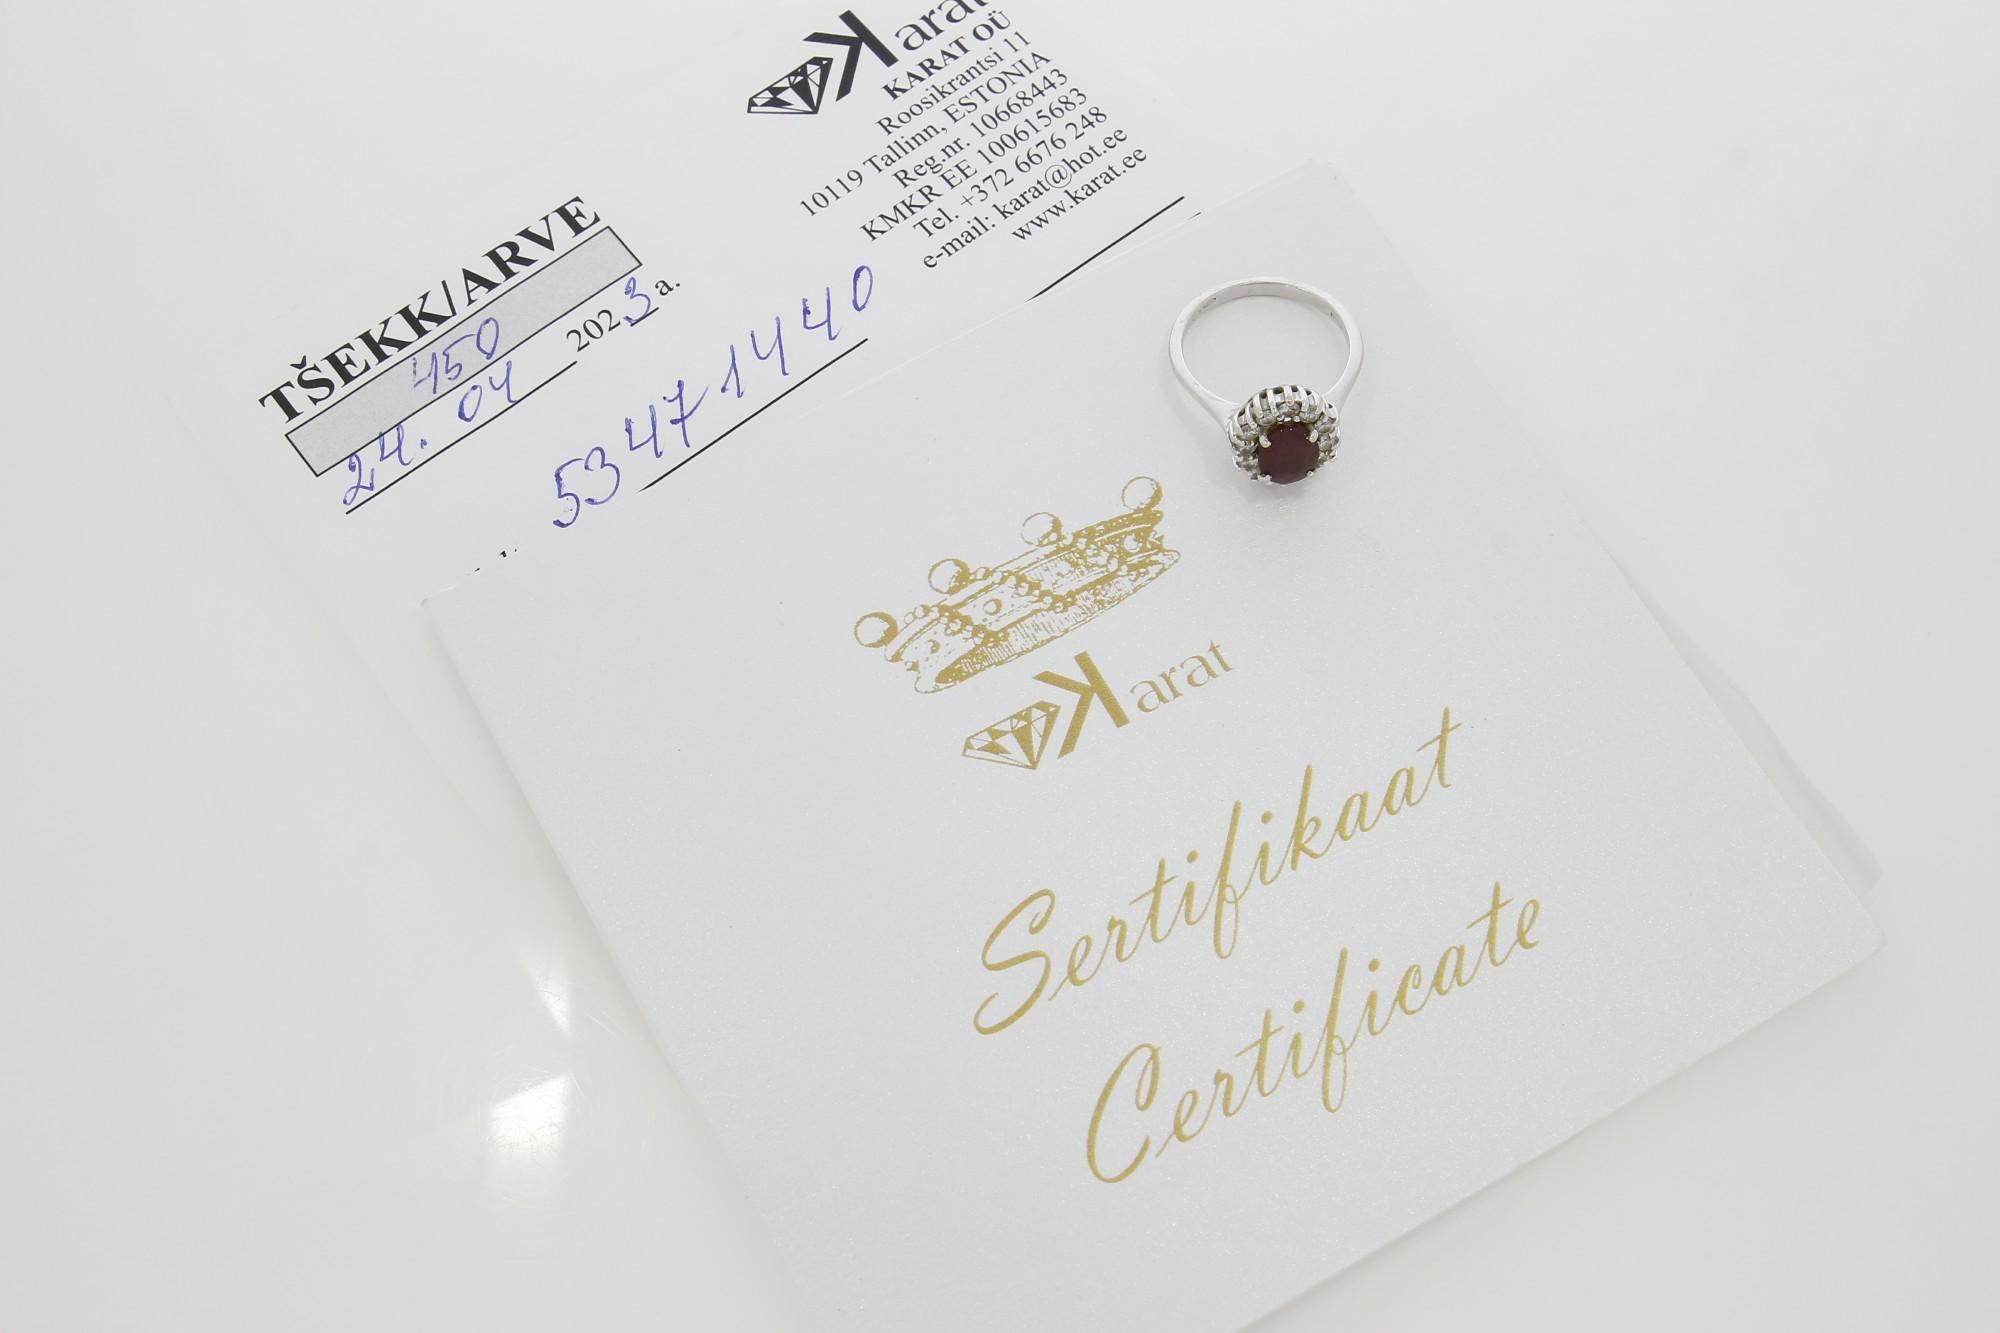 Karat
KARAT OÜ
Roosikrantsi 11
10119 Tallinn, ESTONIA
Reg.nr. 10668443
KMKR EE 100615683
Tel. +372 6676 248
e-mail: karat@hot.ee
www.karat.ee
TŠEKK/ARVE
450
24. 04 2023 a.
53471440
Karat
Sertifikaat
Certificate